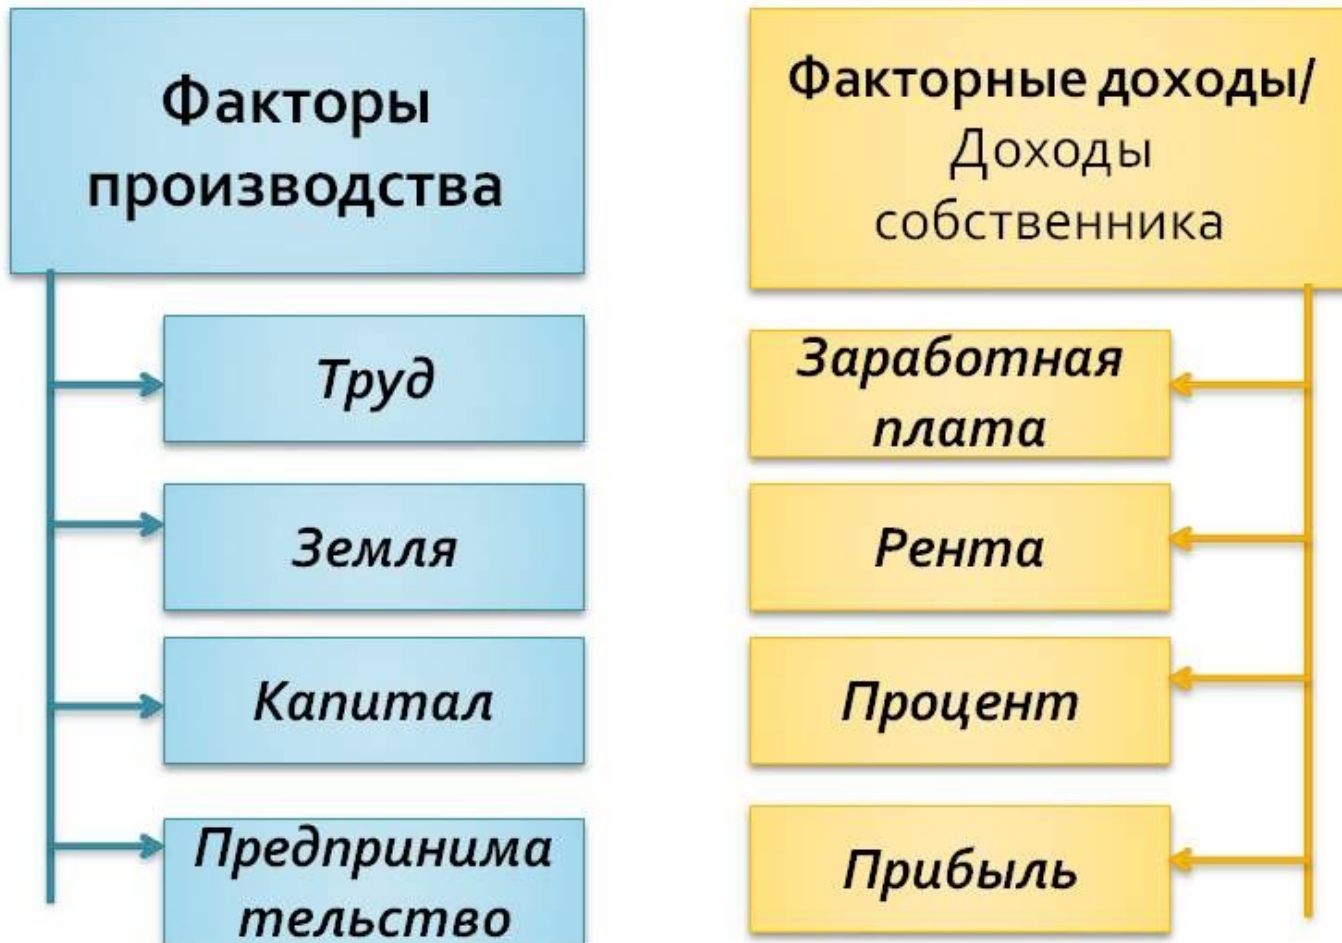 Факторы
производства
Труд
Земля
Капитал
Предпринима
тельство
Факторные доходы/
Доходы
собственника
Заработная
плата
Рента
Процент
Прибыль